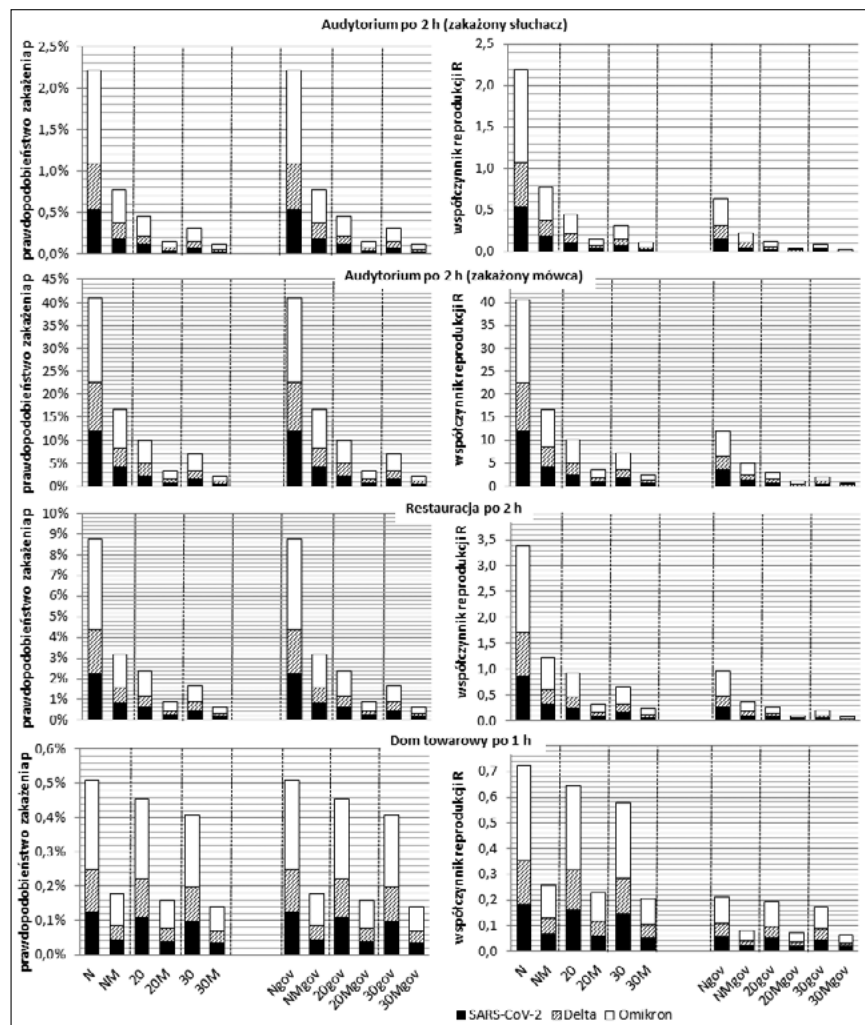 Audytorium po 2 h (zakażony słuchacz)
prawdopodobieństwo zakażenia p
2,5%
2,0%
1,5%
1,0%
0,5%
0,0%
współczynnik reprodukcji R
2,5
2,0
1,5
1,0
0,5
0,0
Audytorium po 2 h (zakażony mówca)
prawdopodobieństwo zakażenia p
45%
40%
35%
30%
25%
20%
15%
10%
5%
0%
współczynnik reprodukcji R
40
35
30
25
20
15
10
5
0
Restauracja po 2 h
prawdopodobieństwo zakażenia p
10%
9%
8%
7%
6%
5%
4%
3%
2%
1%
0%
współczynnik reprodukcji R
3,5
3,0
2,5
2,0
1,5
1,0
0,5
0,0
Dom towarowy po 1 h
prawdopodobieństwo zakażenia p
0,6%
0,5%
0,4%
0,3%
0,2%
0,1%
0,0%
współczynnik reprodukcji R
0,7
0,6
0,5
0,4
0,3
0,2
0,1
0,0
N
NM
20
20M
30
30M
Ngov
NMgov
20gov
20Mgov
30gov
30Mgov
N
NM
20
20M
30
30M
Ngov
NMgov
20gov
20Mgov
30gov
30Mgov
SARS-CoV-2 Delta Omikron